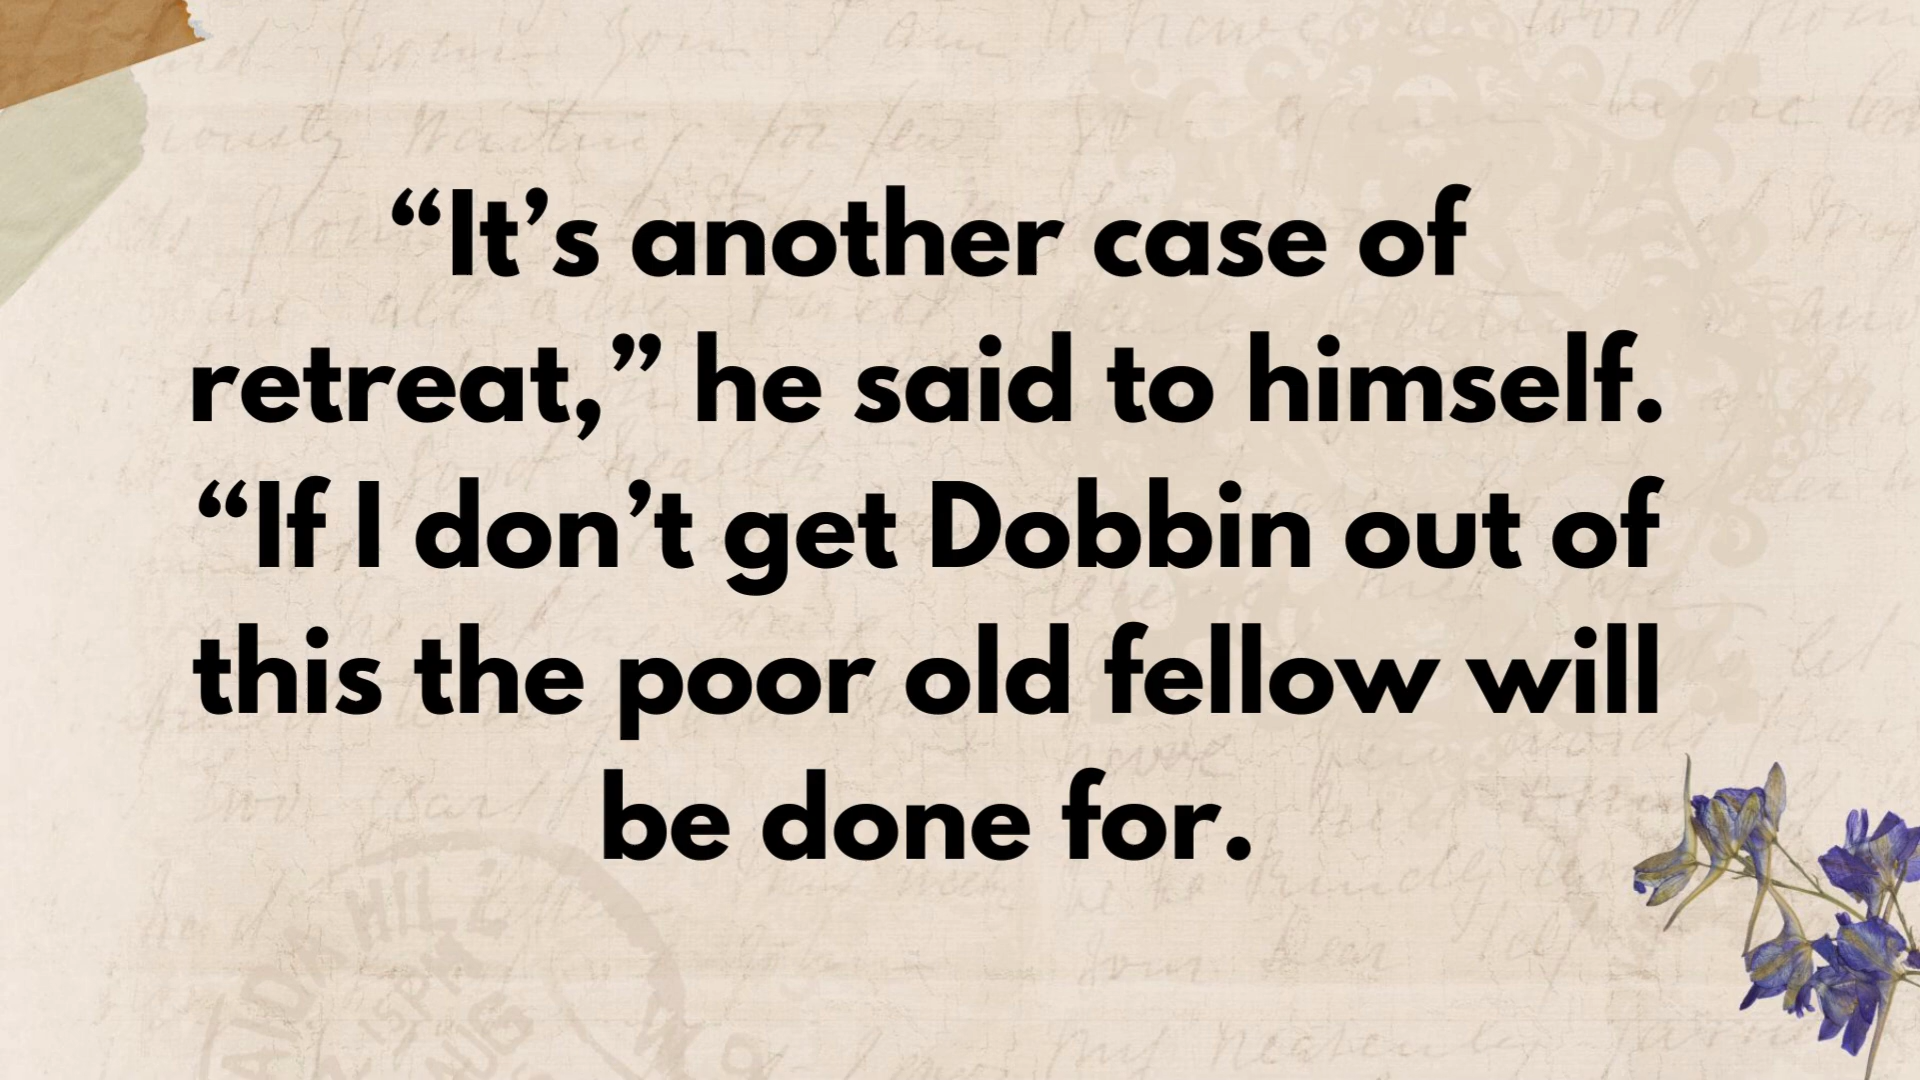 “It’s another case of
retreat,” he said to himself.
“If I don’t get Dobbin out of
this the poor old fellow will
be done for.